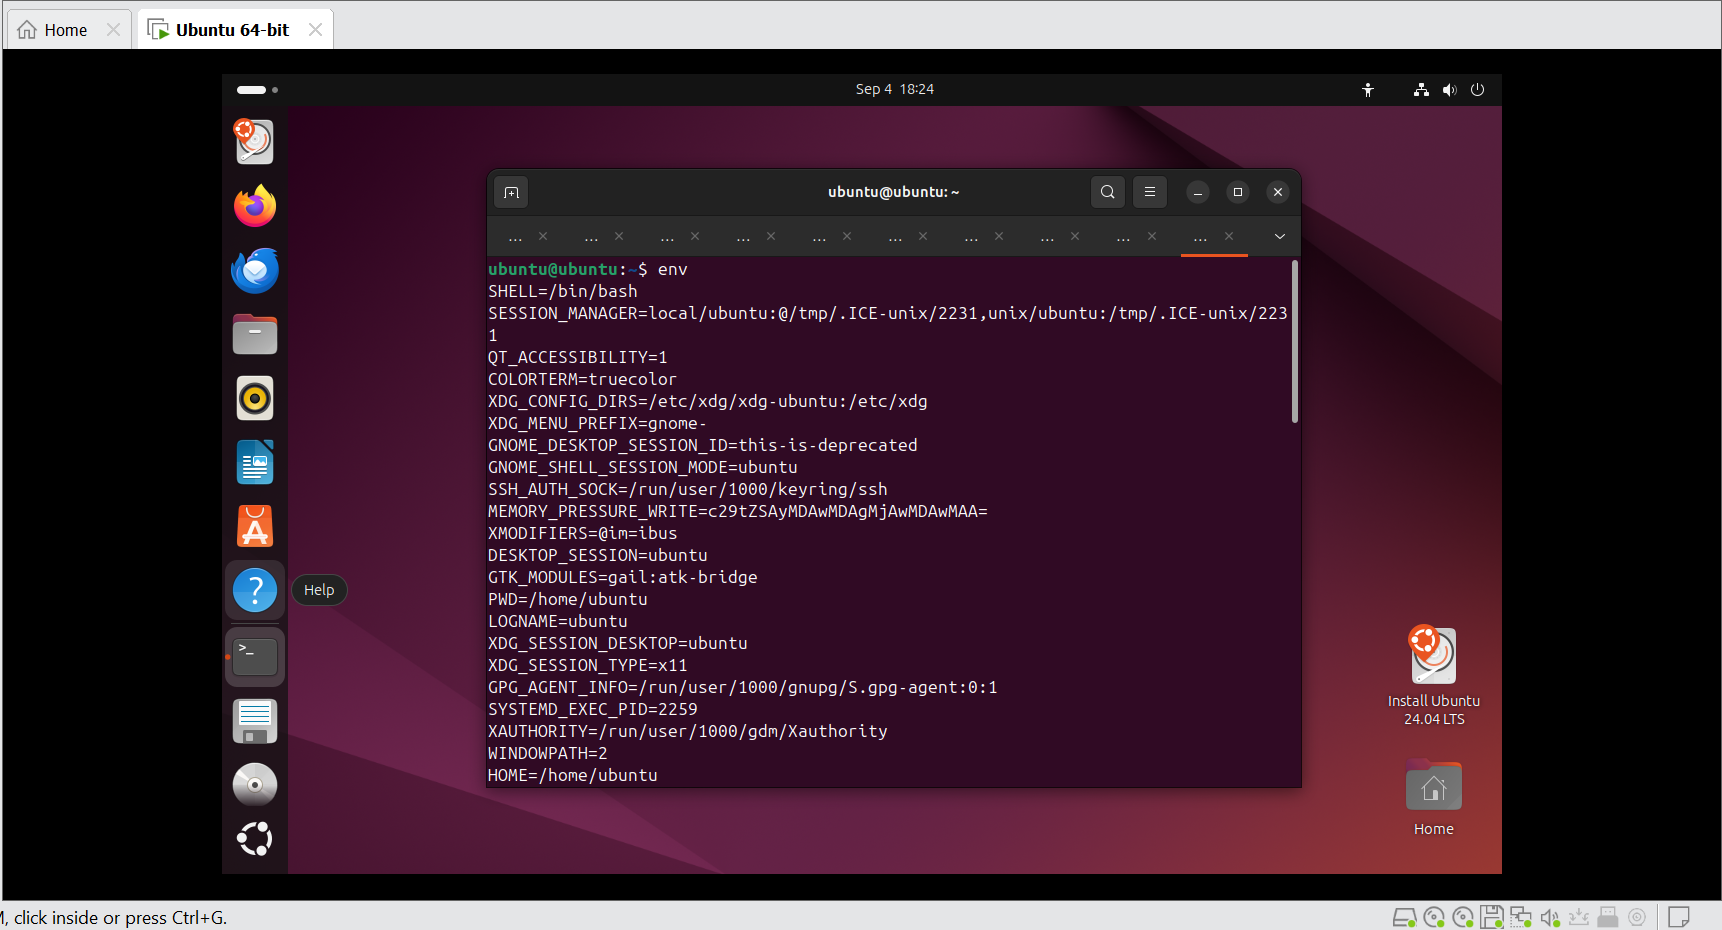 Home
Ubuntu 64-bit
Sep 4 18:24
ubuntu@ubuntu: ~
... ... ... ... ... ... ... ... ... ...
ubuntu@ubuntu:~$ env
SHELL=/bin/bash
SESSION_MANAGER=local/ubuntu:@/tmp/.ICE-unix/2231,unix/ubuntu:/tmp/.ICE-unix/223
1
QT_ACCESSIBILITY=1
COLORTERM=truecolor
XDG_CONFIG_DIRS=/etc/xdg/xdg-ubuntu:/etc/xdg
XDG_MENU_PREFIX=gnome-
GNOME_DESKTOP_SESSION_ID=this-is-deprecated
GNOME_SHELL_SESSION_MODE=ubuntu
SSH_AUTH_SOCK=/run/user/1000/keyring/ssh
MEMORY_PRESSURE_WRITE=c29tZSAyMDAwMDAgMjAwMDAwMAA=
XMODIFIERS=@im=ibus
DESKTOP_SESSION=ubuntu
GTK_MODULES=gail:atk-bridge
PWD=/home/ubuntu
LOGNAME=ubuntu
XDG_SESSION_DESKTOP=ubuntu
XDG_SESSION_TYPE=x11
GPG_AGENT_INFO=/run/user/1000/gnupg/S.gpg-agent:0:1
SYSTEMD_EXEC_PID=2259
XAUTHORITY=/run/user/1000/gdm/Xauthority
WINDOWPATH=2
HOME=/home/ubuntu
Help
Install Ubuntu
24.04 LTS
Home
, click inside or press Ctrl+G.